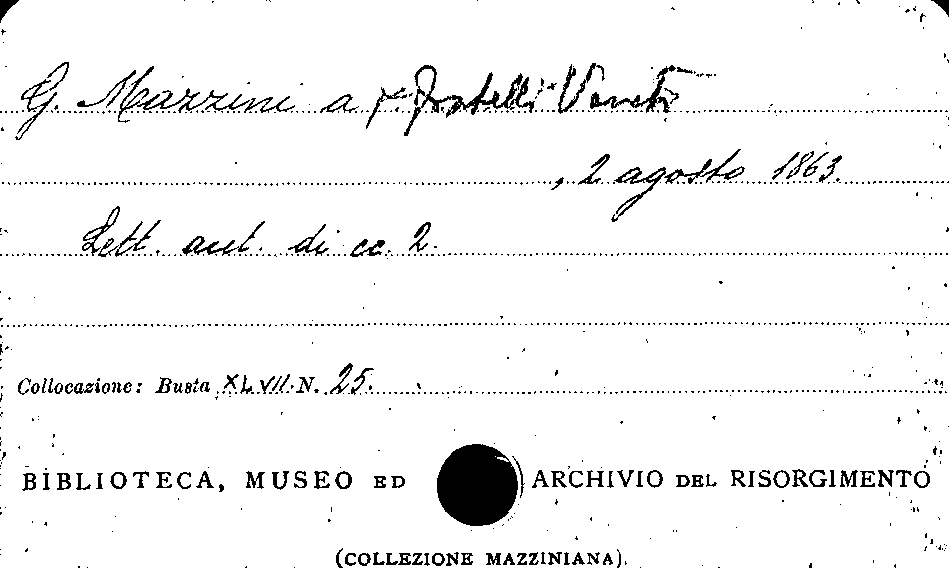 G. Mazzini a Fratelli Veneti
, 2 agosto 1863.
Lett. aut. di cc. 2.
Collocazione: Busta XLVII. N. 25.
BIBLIOTECA, MUSEO ED ARCHIVIO DEL RISORGIMENTO
(COLLEZIONE MAZZINIANA).